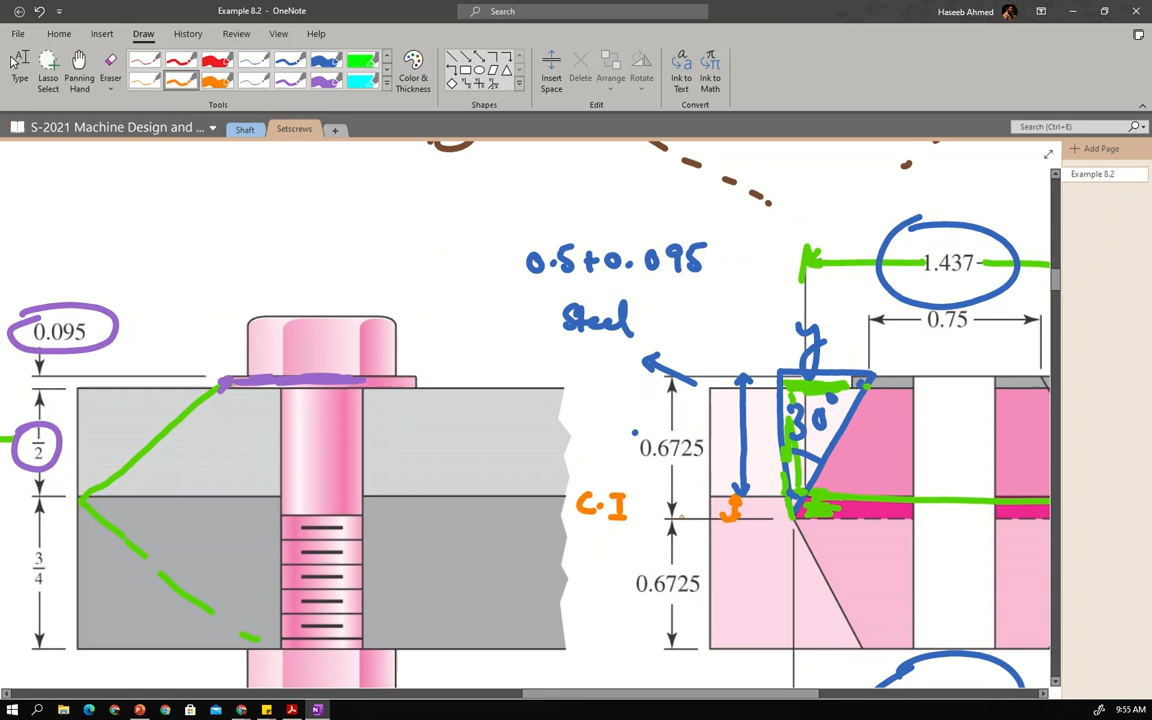 Example 8.2 - OneNote
Search
Haseeb Ahmed
File
Home
Insert
Draw
History
Review
View
Help
Type
Lasso Select
Panning Hand
Eraser
Color & Thickness
Insert Space
Delete
Arrange
Rotate
Ink to Text
Ink to Math
Tools
Shapes
Edit
Convert
S-2021 Machine Design and ...
Shaft
Setscrews
Search (Ctrl+E)
Add Page
Example 8.2
0.5+0.095
Steel
1.437
0.095
0.75
y
30°
1/2
0.6725
C.I
3/4
0.6725
9:55 AM